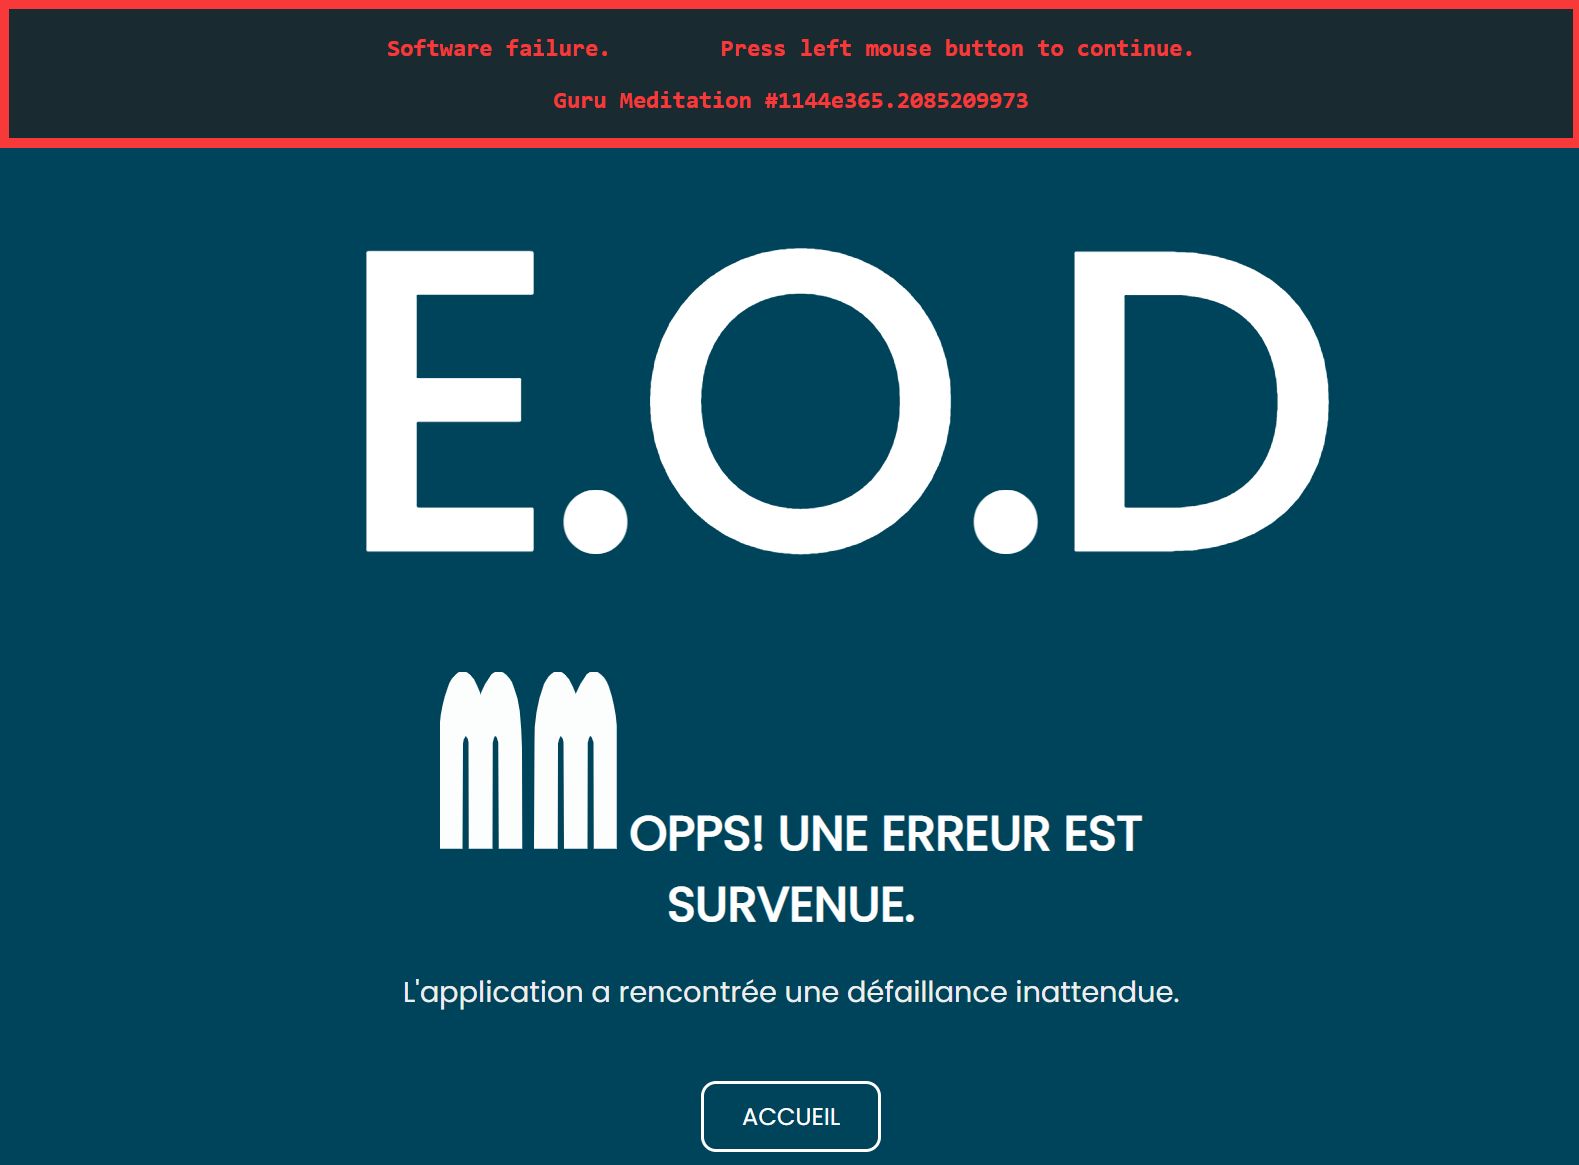 Software failure. Press left mouse button to continue.
Guru Meditation #1144e365.2085209973
E.O.D
OPPS! UNE ERREUR EST
SURVENUE.
L'application a rencontrée une défaillance inattendue.
ACCUEIL